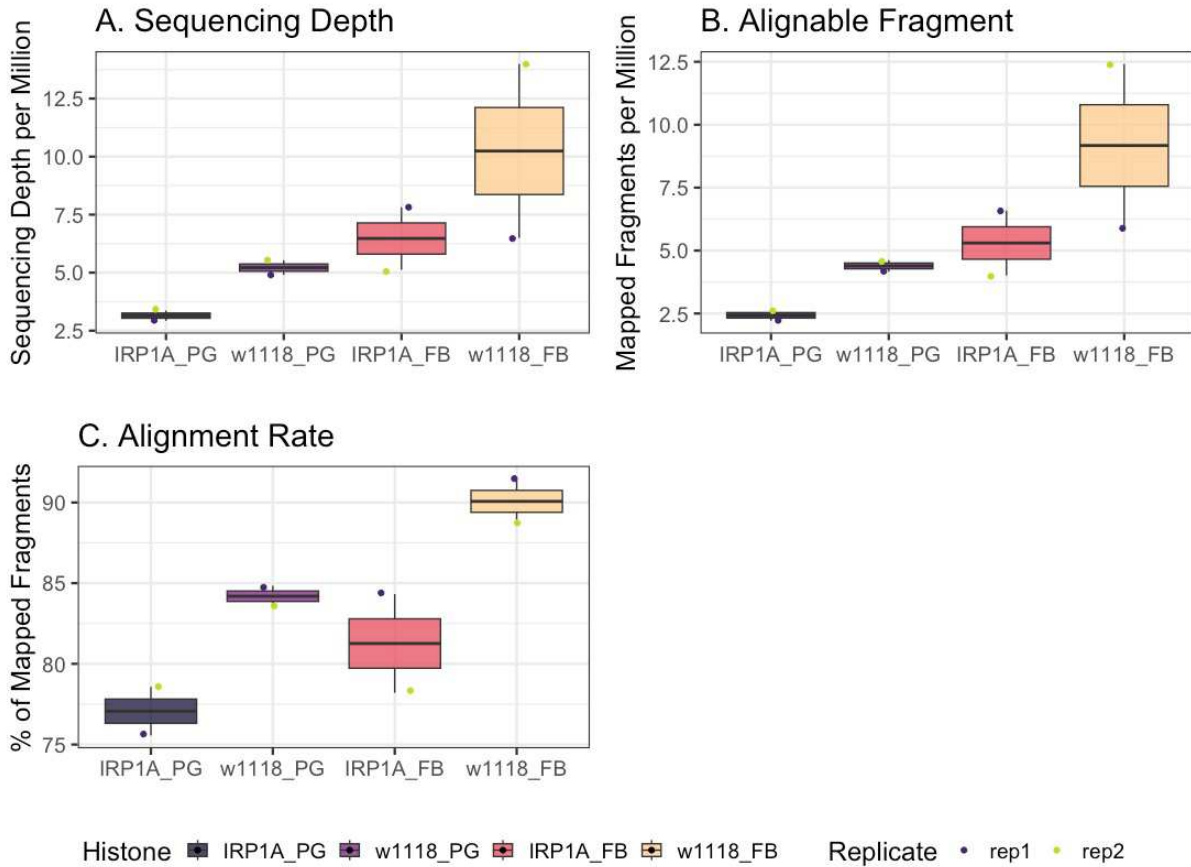 A. Sequencing Depth
Sequencing Depth per Million
12.5
10.0
7.5
5.0
2.5
IRP1A_PG w1118_PG IRP1A_FB w1118_FB
B. Alignable Fragment
Mapped Fragments per Million
12.5
10.0
7.5
5.0
2.5
IRP1A_PG w1118_PG IRP1A_FB w1118_FB
C. Alignment Rate
% of Mapped Fragments
90
85
80
75
IRP1A_PG w1118_PG IRP1A_FB w1118_FB
Histone IRP1A_PG w1118_PG IRP1A_FB w1118_FB Replicate rep1 rep2